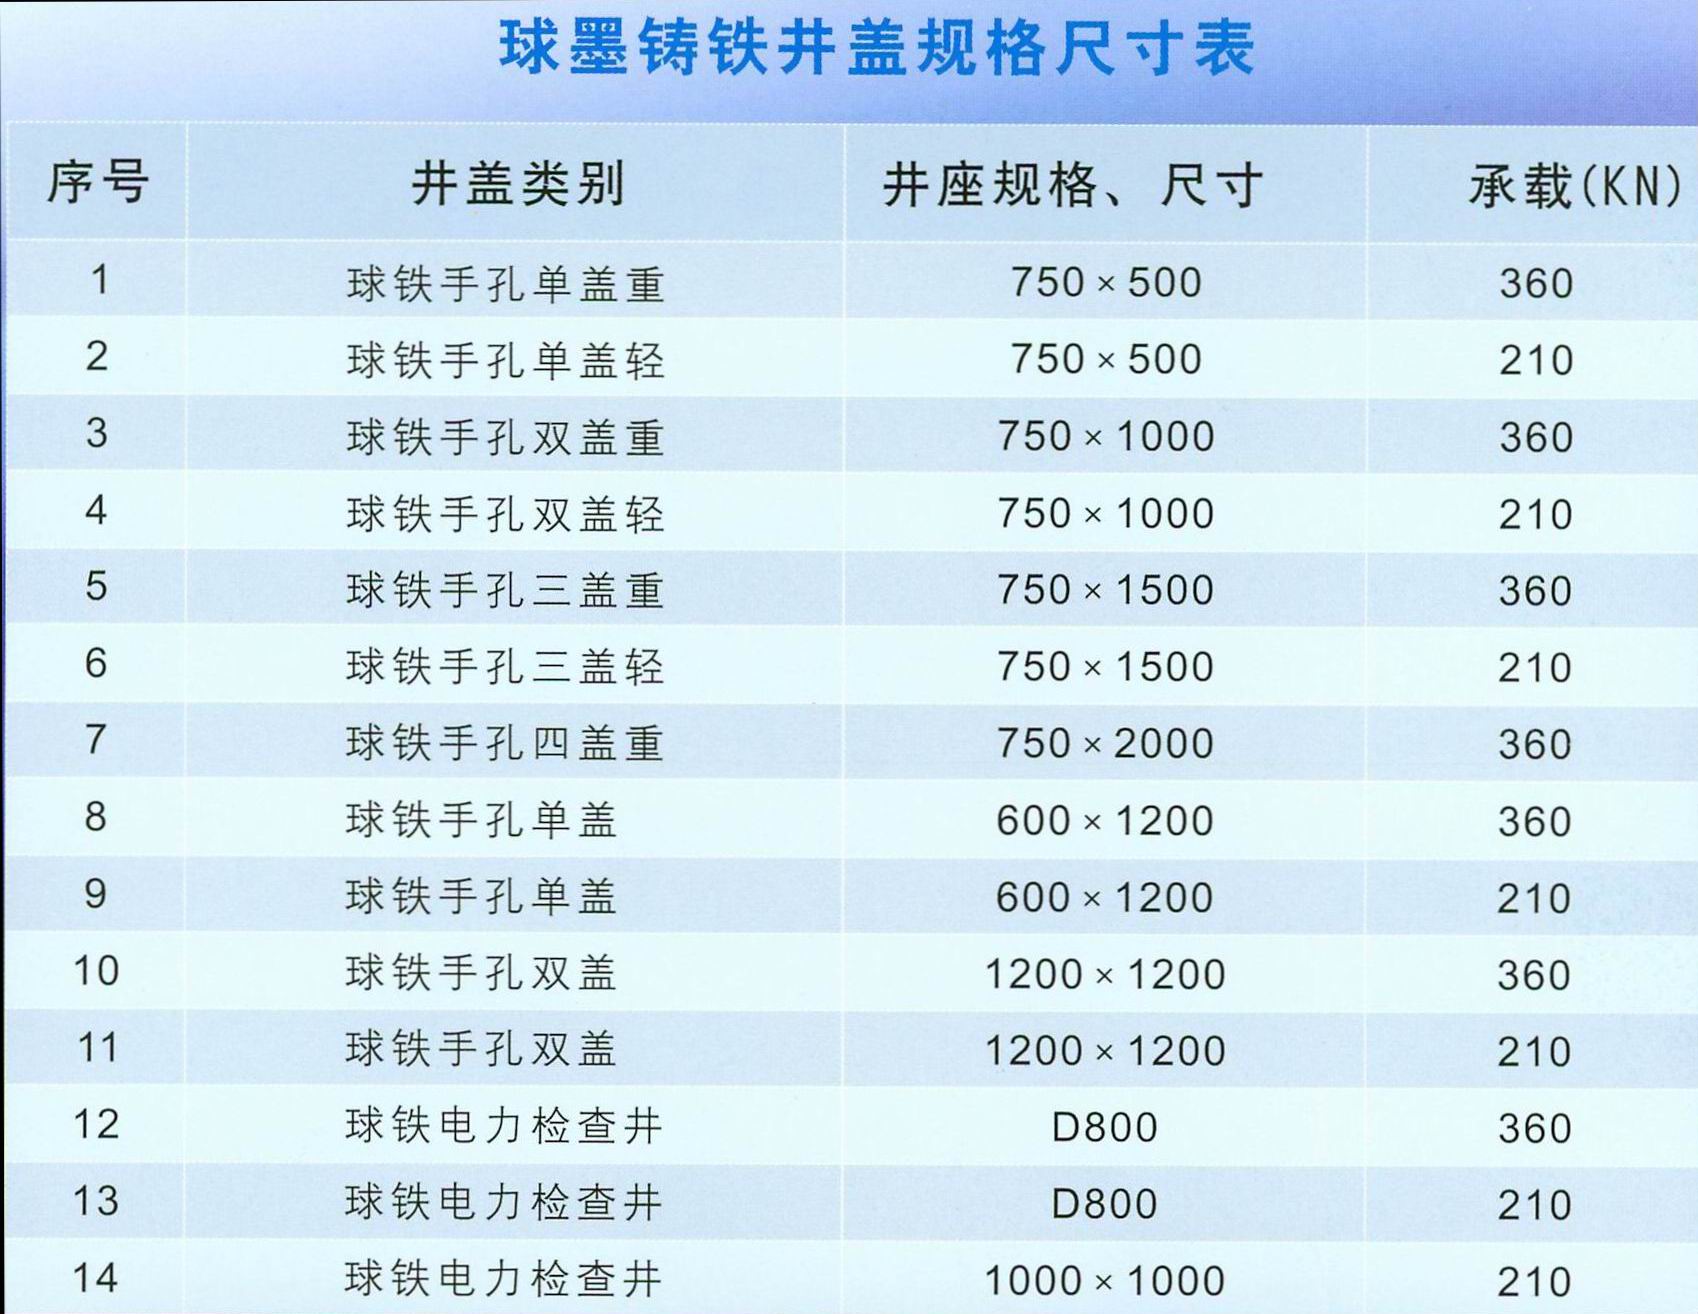 球墨铸铁井盖规格尺寸表
序号 井盖类别 井座规格、尺寸 承载(KN)
1 球铁手孔单盖重 750×500 360
2 球铁手孔单盖轻 750×500 210
3 球铁手孔双盖重 750×1000 360
4 球铁手孔双盖轻 750×1000 210
5 球铁手孔三盖重 750×1500 360
6 球铁手孔三盖轻 750×1500 210
7 球铁手孔四盖重 750×2000 360
8 球铁手孔单盖 600×1200 360
9 球铁手孔单盖 600×1200 210
10 球铁手孔双盖 1200×1200 360
11 球铁手孔双盖 1200×1200 210
12 球铁电力检查井 D800 360
13 球铁电力检查井 D800 210
14 球铁电力检查井 1000×1000 210